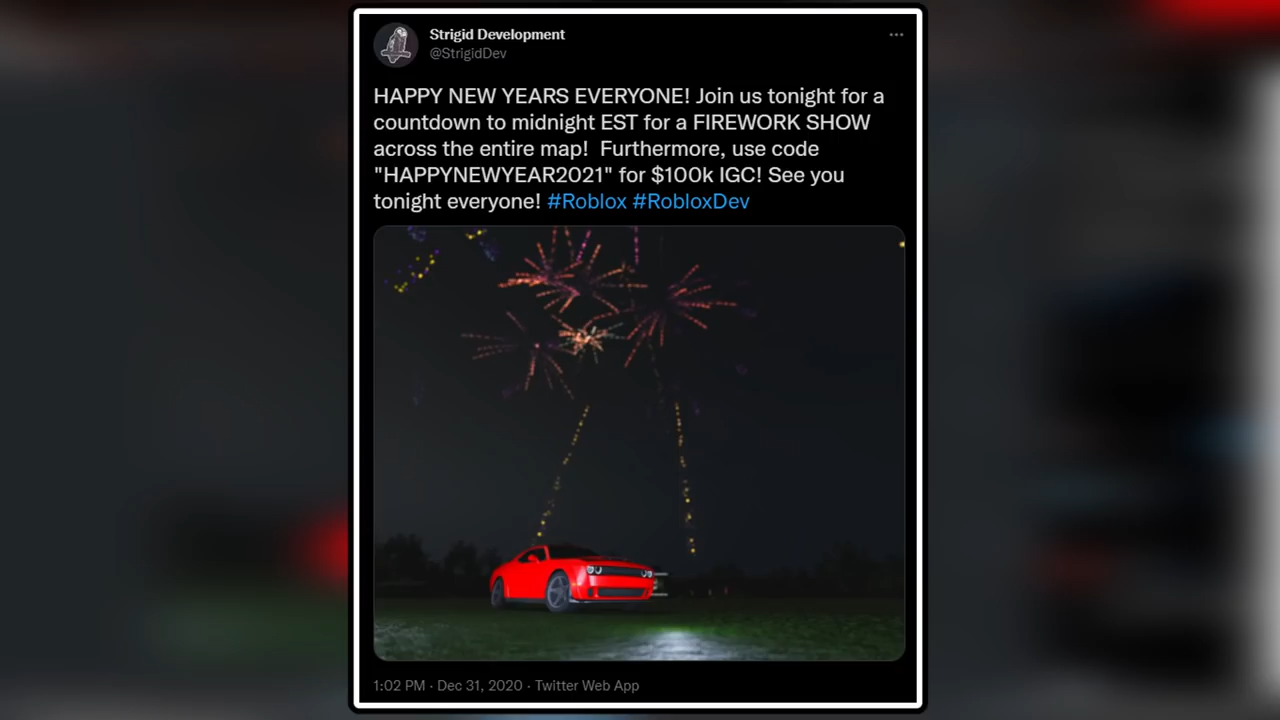 Strigid Development
@StrigidDev
HAPPY NEW YEARS EVERYONE! Join us tonight for a
countdown to midnight EST for a FIREWORK SHOW
across the entire map!  Furthermore, use code
"HAPPYNEWYEAR2021" for $100k IGC! See you
tonight everyone! #Roblox #RobloxDev
1:02 PM · Dec 31, 2020 · Twitter Web App